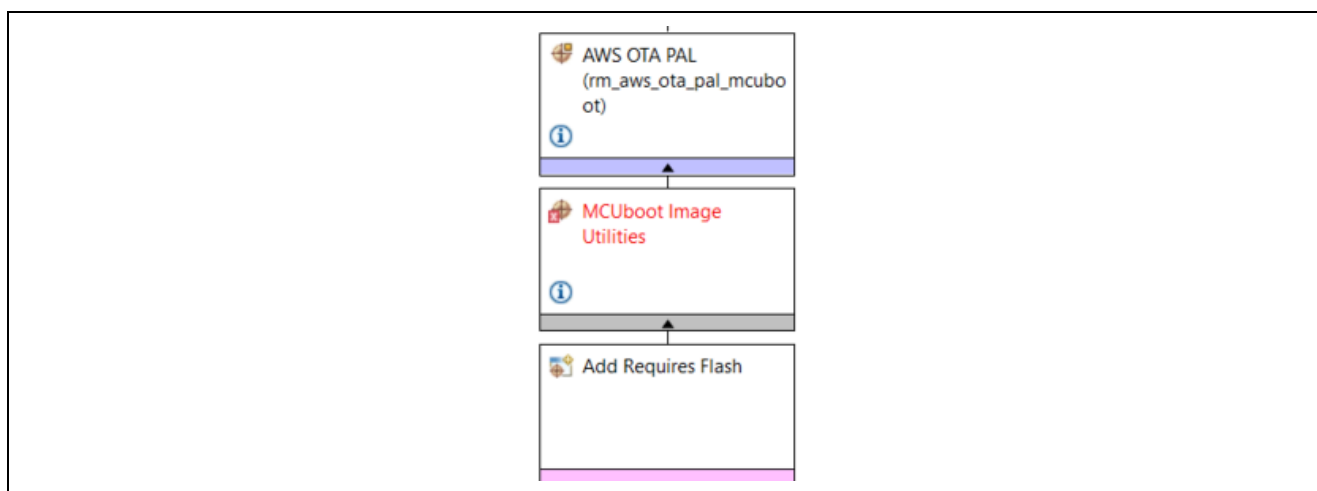 AWS OTA PAL
(rm_aws_ota_pal_mcubo
ot)
MCUboot Image
Utilities
Add Requires Flash